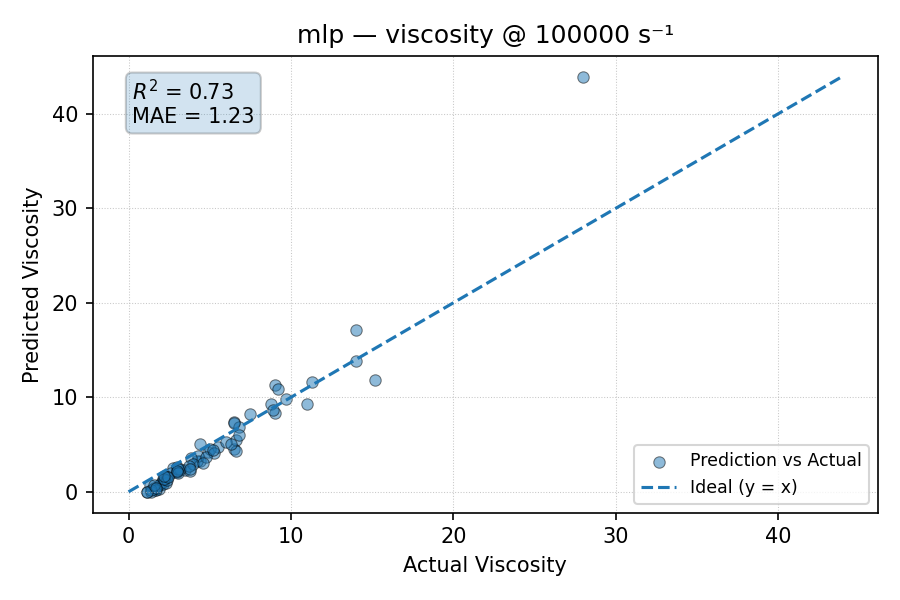 mlp — viscosity @ 100000 s⁻¹
R² = 0.73
MAE = 1.23
Predicted Viscosity
40
30
20
10
0
0 10 20 30 40
Actual Viscosity
Prediction vs Actual
Ideal (y = x)